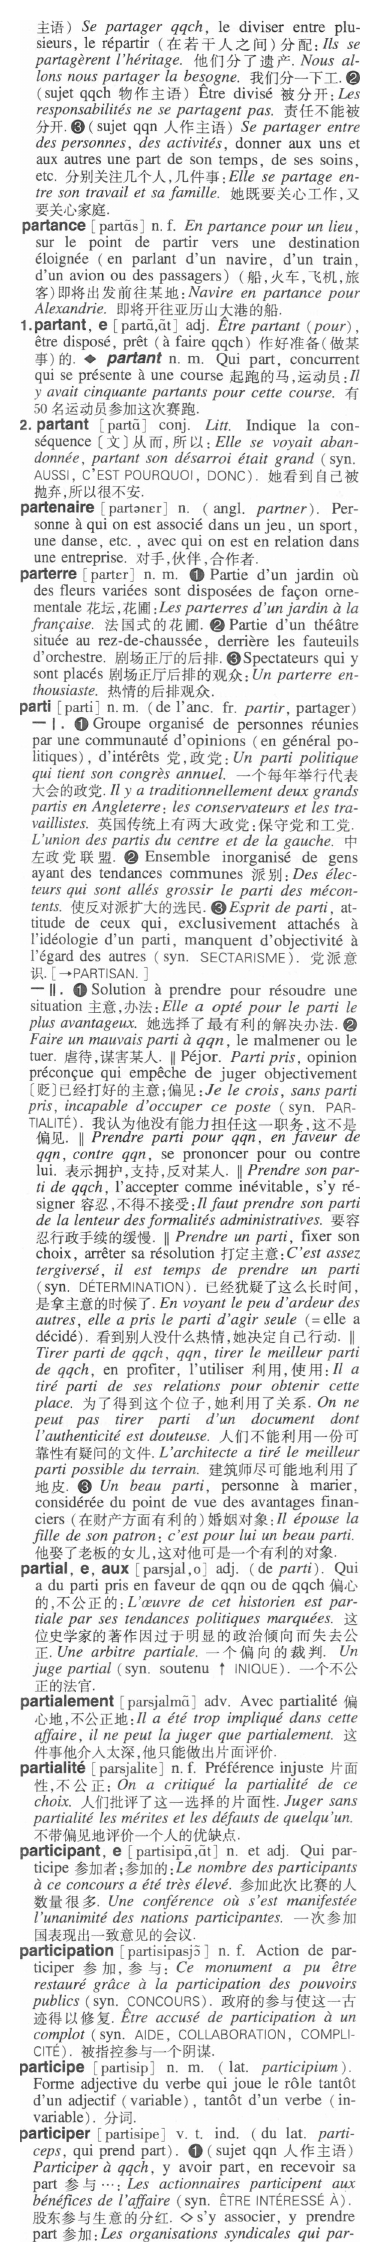 主语) Se partager qqch, le diviser entre plu-
sieurs, le répartir (在若干人之间)分配: Ils se
partagèrent l'héritage. 他们分了遗产. Nous al-
lons nous partager la besogne. 我们分一下工. ❷
(sujet qqch 物作主语) Être divisé 被分开: Les
responsabilités ne se partagent pas. 责任不能被
分开. ❸ (sujet qqn 人作主语) Se partager entre
des personnes, des activités, donner aux uns et
aux autres une part de son temps, de ses soins,
etc. 分别关注几个人,几件事: Elle se partage en-
tre son travail et sa famille. 她既要关心工作,又
要关心家庭.
partance [partɑ̃s] n. f. En partance pour un lieu,
sur le point de partir vers une destination
éloignée (en parlant d'un navire, d'un train,
d'un avion ou des passagers) (船,火车,飞机,旅
客)即将出发前往某地: Navire en partance pour
Alexandrie. 即将开往亚历山大港的船.
1. partant, e [partɑ̃,ɑ̃t] adj. Être partant (pour),
être disposé, prêt (à faire qqch) 作好准备(做某
事)的. ◆ partant n. m. Qui part, concurrent
qui se présente à une course 起跑的马,运动员: Il
y avait cinquante partants pour cette course. 有
50 名运动员参加这次赛跑.
2. partant [partɑ̃] conj. Litt. Indique la con-
séquence [文]从而,所以: Elle se voyait aban-
donnée, partant son désarroi était grand (syn.
AUSSI, C'EST POURQUOI, DONC). 她看到自己被
抛弃,所以很不安.
partenaire [partənɛr] n. (angl. partner). Per-
sonne à qui on est associé dans un jeu, un sport,
une danse, etc., avec qui on est en relation dans
une entreprise. 对手,伙伴,合作者.
parterre [partɛr] n. m. ❶ Partie d'un jardin où
des fleurs variées sont disposées de façon orne-
mentale 花坛,花圃: Les parterres d'un jardin à la
française. 法国式的花圃. ❷ Partie d'un théâtre
située au rez-de-chaussée, derrière les fauteuils
d'orchestre. 剧场正厅的后排. ❸ Spectateurs qui y
sont placés 剧场正厅后排的观众: Un parterre en-
thousiaste. 热情的后排观众.
parti [parti] n. m. (de l'anc. fr. partir, partager)
— I. ❶ Groupe organisé de personnes réunies
par une communauté d'opinions (en général po-
litiques), d'intérêts 党,政党: Un parti politique
qui tient son congrès annuel. 一个每年举行代表
大会的政党. Il y a traditionnellement deux grands
partis en Angleterre: les conservateurs et les tra-
vaillistes. 英国传统上有两大政党:保守党和工党.
L'union des partis du centre et de la gauche. 中
左政党联盟. ❷ Ensemble inorganisé de gens
ayant des tendances communes 派别: Des élec-
teurs qui sont allés grossir le parti des mécon-
tents. 使反对派扩大的选民. ❸ Esprit de parti, at-
titude de ceux qui, exclusivement attachés à
l'idéologie d'un parti, manquent d'objectivité à
l'égard des autres (syn. SECTARISME). 党派意
识. [→PARTISAN.]
— II. ❶ Solution à prendre pour résoudre une
situation 主意,办法: Elle a opté pour le parti le
plus avantageux. 她选择了最有利的解决办法. ❷
Faire un mauvais parti à qqn, le malmener ou le
tuer. 虐待,谋害某人. ‖ Péjor. Parti pris, opinion
préconçue qui empêche de juger objectivement
[贬]已经打好的主意;偏见: Je le crois, sans parti
pris, incapable d'occuper ce poste (syn. PAR-
TIALITÉ). 我认为他没有能力担任这一职务,这不是
偏见. ‖ Prendre parti pour qqn, en faveur de
qqn, contre qqn, se prononcer pour ou contre
lui. 表示拥护,支持,反对某人. ‖ Prendre son par-
ti de qqch, l'accepter comme inévitable, s'y ré-
signer 容忍,不得不接受: Il faut prendre son parti
de la lenteur des formalités administratives. 要容
忍行政手续的缓慢. ‖ Prendre un parti, fixer son
choix, arrêter sa résolution 打定主意: C'est assez
tergiversé, il est temps de prendre un parti
(syn. DÉTERMINATION). 已经犹疑了这么长时间,
是拿主意的时候了. En voyant le peu d'ardeur des
autres, elle a pris le parti d'agir seule (= elle a
décidé). 看到别人没什么热情,她决定自己行动. ‖
Tirer parti de qqch, qqn, tirer le meilleur parti
de qqch, en profiter, l'utiliser 利用,使用: Il a
tiré parti de ses relations pour obtenir cette
place. 为了得到这个位子,她利用了关系. On ne
peut pas tirer parti d'un document dont
l'authenticité est douteuse. 人们不能利用一份可
靠性有疑问的文件. L'architecte a tiré le meilleur
parti possible du terrain. 建筑师尽可能地利用了
地皮. ❸ Un beau parti, personne à marier,
considérée du point de vue des avantages finan-
ciers (在财产方面有利的)婚姻对象: Il épouse la
fille de son patron: c'est pour lui un beau parti.
他娶了老板的女儿,这对他可是一个有利的对象.
partial, e, aux [parsjal,o] adj. (de parti). Qui
a du parti pris en faveur de qqn ou de qqch 偏心
的,不公正的: L'œuvre de cet historien est par-
tiale par ses tendances politiques marquées. 这
位史学家的著作因过于明显的政治倾向而失去公
正. Une arbitre partiale. 一个偏向的裁判. Un
juge partial (syn. soutenu ↑ INIQUE). 一个不公
正的法官.
partialement [parsjalmɑ̃] adv. Avec partialité 偏
心地,不公正地: Il a été trop impliqué dans cette
affaire, il ne peut la juger que partialement. 这
件事他介入太深,他只能做出片面评价.
partialité [parsjalite] n. f. Préférence injuste 片面
性,不公正: On a critiqué la partialité de ce
choix. 人们批评了这一选择的片面性. Juger sans
partialité les mérites et les défauts de quelqu'un.
不带偏见地评价一个人的优缺点.
participant, e [partisipɑ̃,ɑ̃t] n. et adj. Qui par-
ticipe 参加者;参加的: Le nombre des participants
à ce concours a été très élevé. 参加此次比赛的人
数量很多. Une conférence où s'est manifestée
l'unanimité des nations participantes. 一次参加
国表现出一致意见的会议.
participation [partisipasjɔ̃] n. f. Action de par-
ticiper 参加,参与: Ce monument a pu être
restauré grâce à la participation des pouvoirs
publics (syn. CONCOURS). 政府的参与使这一古
迹得以修复. Être accusé de participation à un
complot (syn. AIDE, COLLABORATION, COMPLI-
CITÉ). 被指控参与一个阴谋.
participe [partisip] n. m. (lat. participium).
Forme adjective du verbe qui joue le rôle tantôt
d'un adjectif (variable), tantôt d'un verbe (in-
variable). 分词.
participer [partisipe] v. t. ind. (du lat. parti-
ceps, qui prend part). ❶ (sujet qqn 人作主语)
Participer à qqch, y avoir part, en recevoir sa
part 参与…: Les actionnaires participent aux
bénéfices de l'affaire (syn. ÊTRE INTÉRESSÉ À).
股东参与生意的分红. ◇ s'y associer, y prendre
part 参加: Les organisations syndicales qui par-